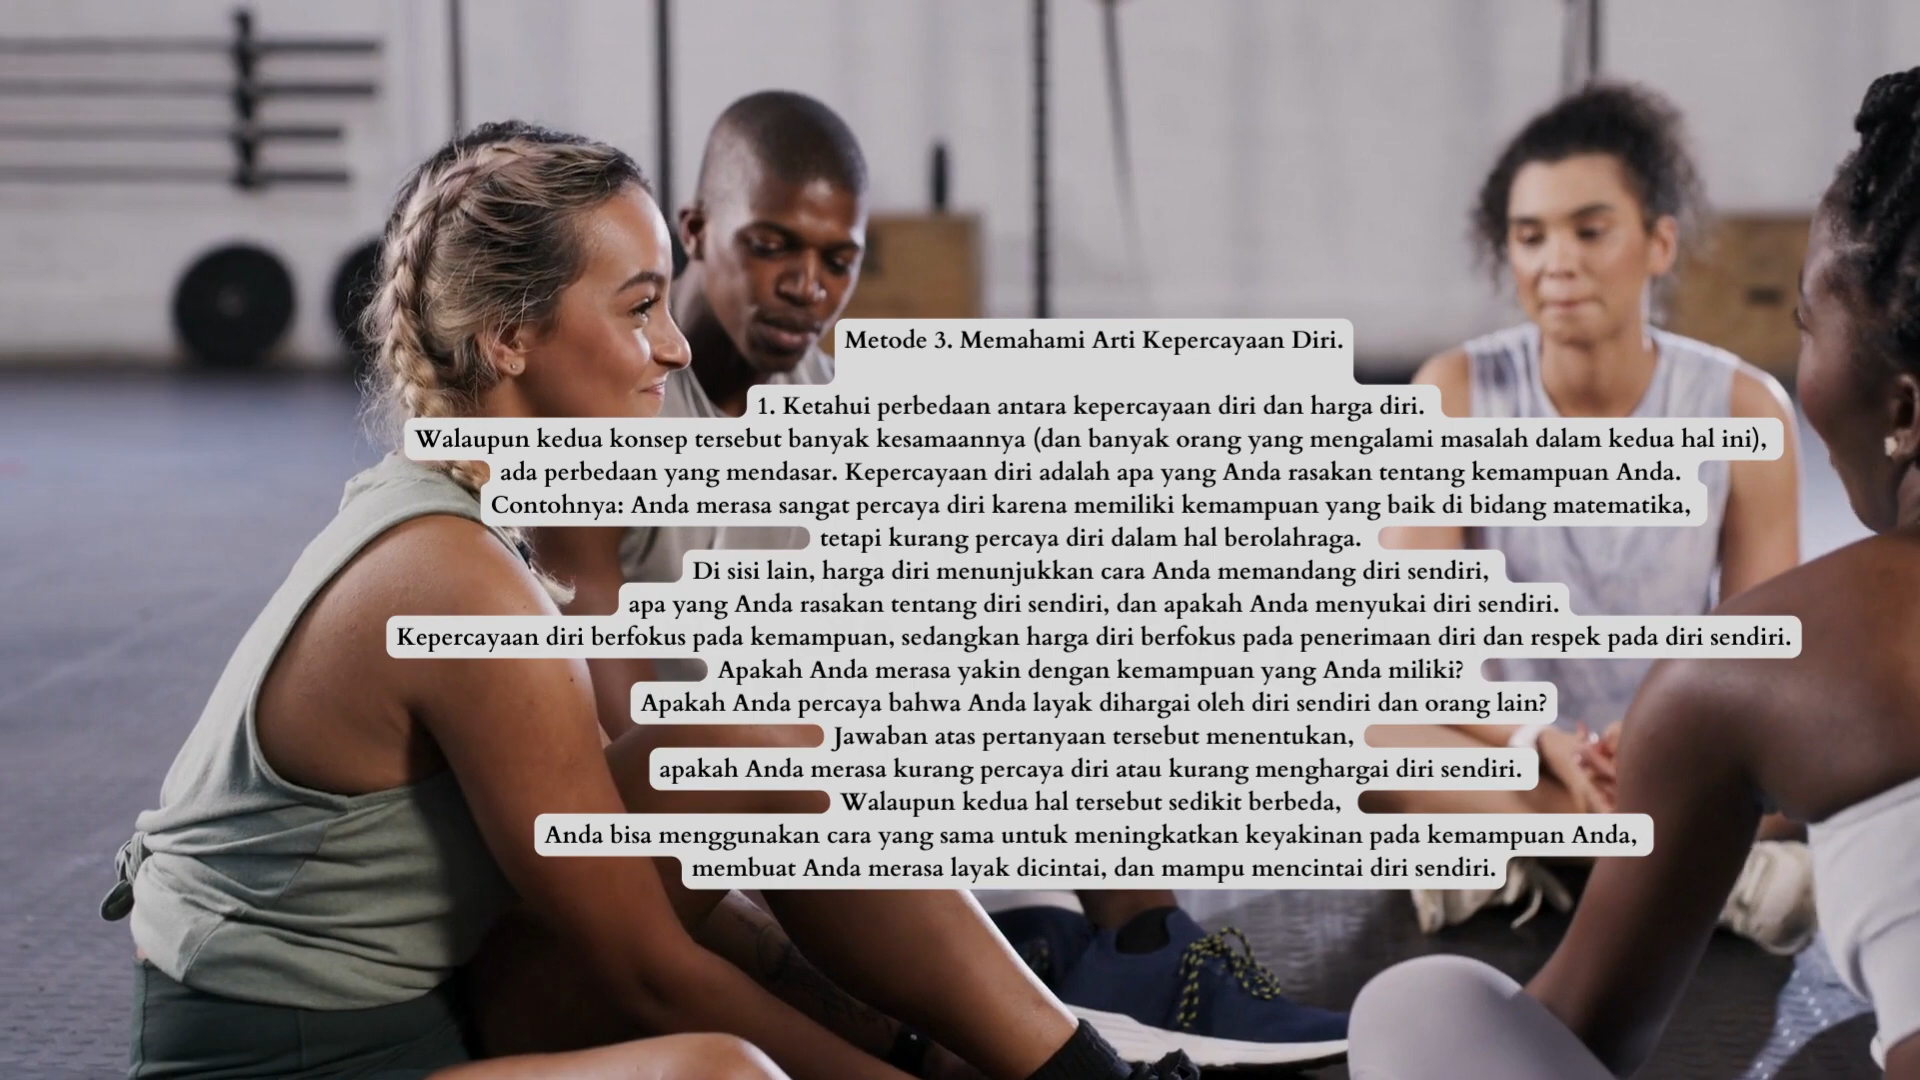 Metode 3. Memahami Arti Kepercayaan Diri.
1. Ketahui perbedaan antara kepercayaan diri dan harga diri.
Walaupun kedua konsep tersebut banyak kesamaannya (dan banyak orang yang mengalami masalah dalam kedua hal ini),
ada perbedaan yang mendasar. Kepercayaan diri adalah apa yang Anda rasakan tentang kemampuan Anda.
Contohnya: Anda merasa sangat percaya diri karena memiliki kemampuan yang baik di bidang matematika,
tetapi kurang percaya diri dalam hal berolahraga.
Di sisi lain, harga diri menunjukkan cara Anda memandang diri sendiri,
apa yang Anda rasakan tentang diri sendiri, dan apakah Anda menyukai diri sendiri.
Kepercayaan diri berfokus pada kemampuan, sedangkan harga diri berfokus pada penerimaan diri dan respek pada diri sendiri.
Apakah Anda merasa yakin dengan kemampuan yang Anda miliki?
Apakah Anda percaya bahwa Anda layak dihargai oleh diri sendiri dan orang lain?
Jawaban atas pertanyaan tersebut menentukan,
apakah Anda merasa kurang percaya diri atau kurang menghargai diri sendiri.
Walaupun kedua hal tersebut sedikit berbeda,
Anda bisa menggunakan cara yang sama untuk meningkatkan keyakinan pada kemampuan Anda,
membuat Anda merasa layak dicintai, dan mampu mencintai diri sendiri.